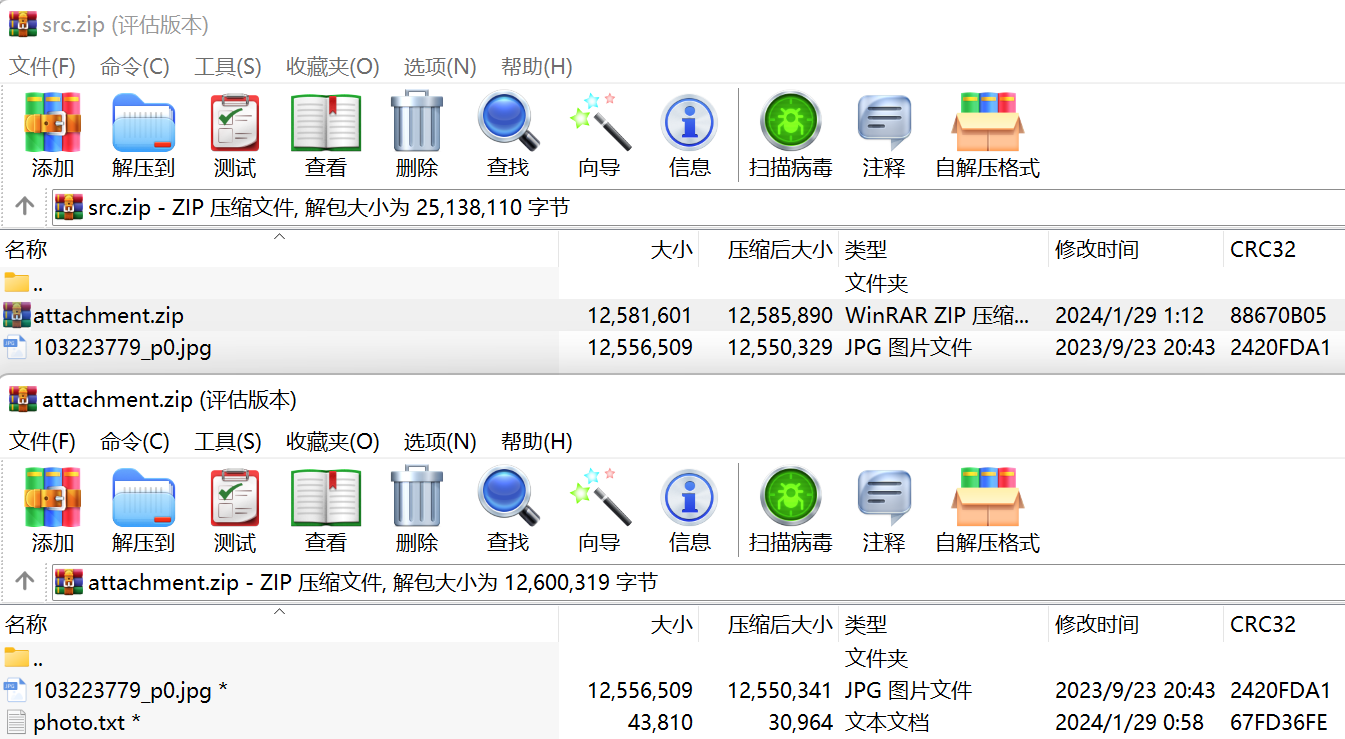 src.zip (评估版本)
文件(F) 命令(C) 工具(S) 收藏夹(O) 选项(N) 帮助(H)
添加 解压到 测试 查看 删除 查找 向导 信息 扫描病毒 注释 自解压格式
src.zip - ZIP 压缩文件, 解包大小为 25,138,110 字节
名称 大小 压缩后大小 类型 修改时间 CRC32
.. 文件夹
attachment.zip 12,581,601 12,585,890 WinRAR ZIP 压缩... 2024/1/29 1:12 88670B05
JPG 103223779_p0.jpg 12,556,509 12,550,329 JPG 图片文件 2023/9/23 20:43 2420FDA1
attachment.zip (评估版本)
文件(F) 命令(C) 工具(S) 收藏夹(O) 选项(N) 帮助(H)
添加 解压到 测试 查看 删除 查找 向导 信息 扫描病毒 注释 自解压格式
attachment.zip - ZIP 压缩文件, 解包大小为 12,600,319 字节
名称 大小 压缩后大小 类型 修改时间 CRC32
.. 文件夹
JPG 103223779_p0.jpg * 12,556,509 12,550,341 JPG 图片文件 2023/9/23 20:43 2420FDA1
photo.txt * 43,810 30,964 文本文档 2024/1/29 0:58 67FD36FE